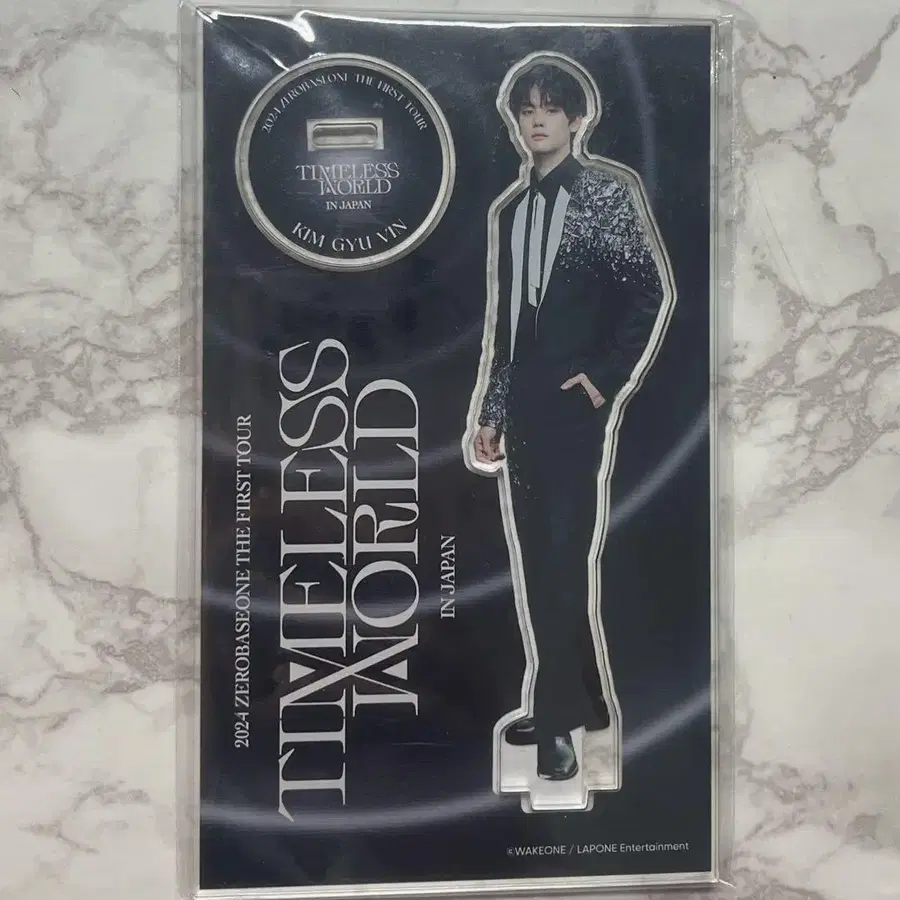 2024 ZEROBASEONE THE FIRST TOUR
TIMELESS
WORLD
IN JAPAN
KIM GYU VIN
2024 ZEROBASEONE THE FIRST TOUR
TIMELESS
WORLD
IN JAPAN
©WAKEONE / LAPONE Entertainment